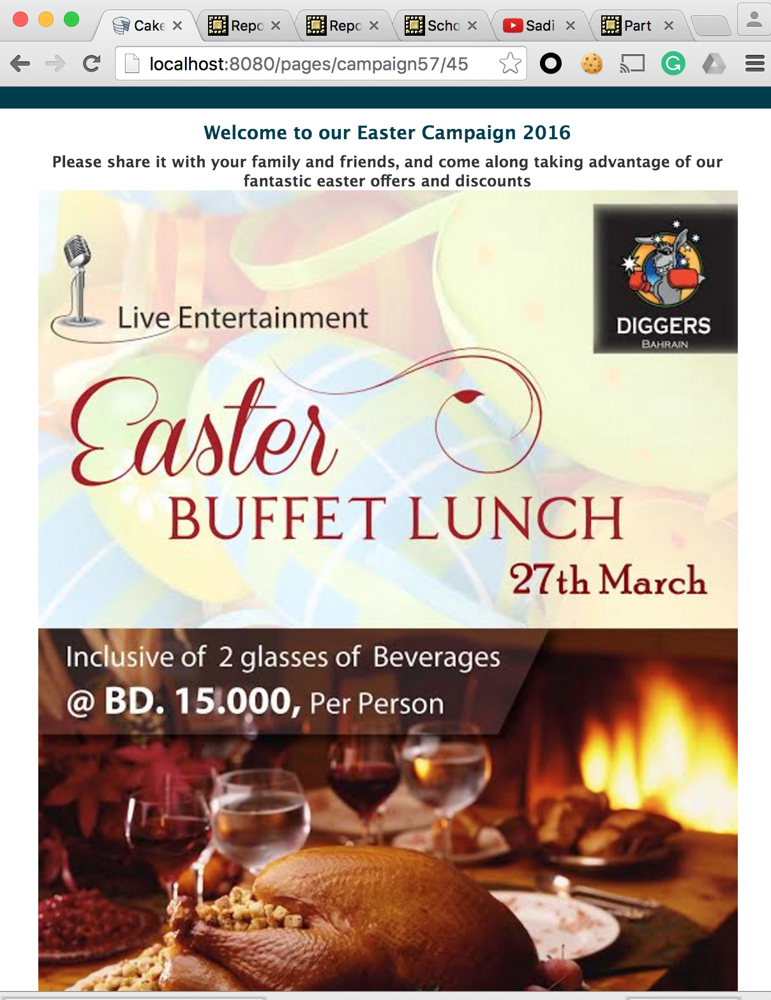 Cake
Repo
Repo
Scho
Sadi
Part
localhost:8080/pages/campaign57/45
Welcome to our Easter Campaign 2016
Please share it with your family and friends, and come along taking advantage of our
fantastic easter offers and discounts
Live Entertainment
DIGGERS
BAHRAIN
Easter
BUFFET LUNCH
27th March
Inclusive of 2 glasses of Beverages
@ BD. 15.000, Per Person